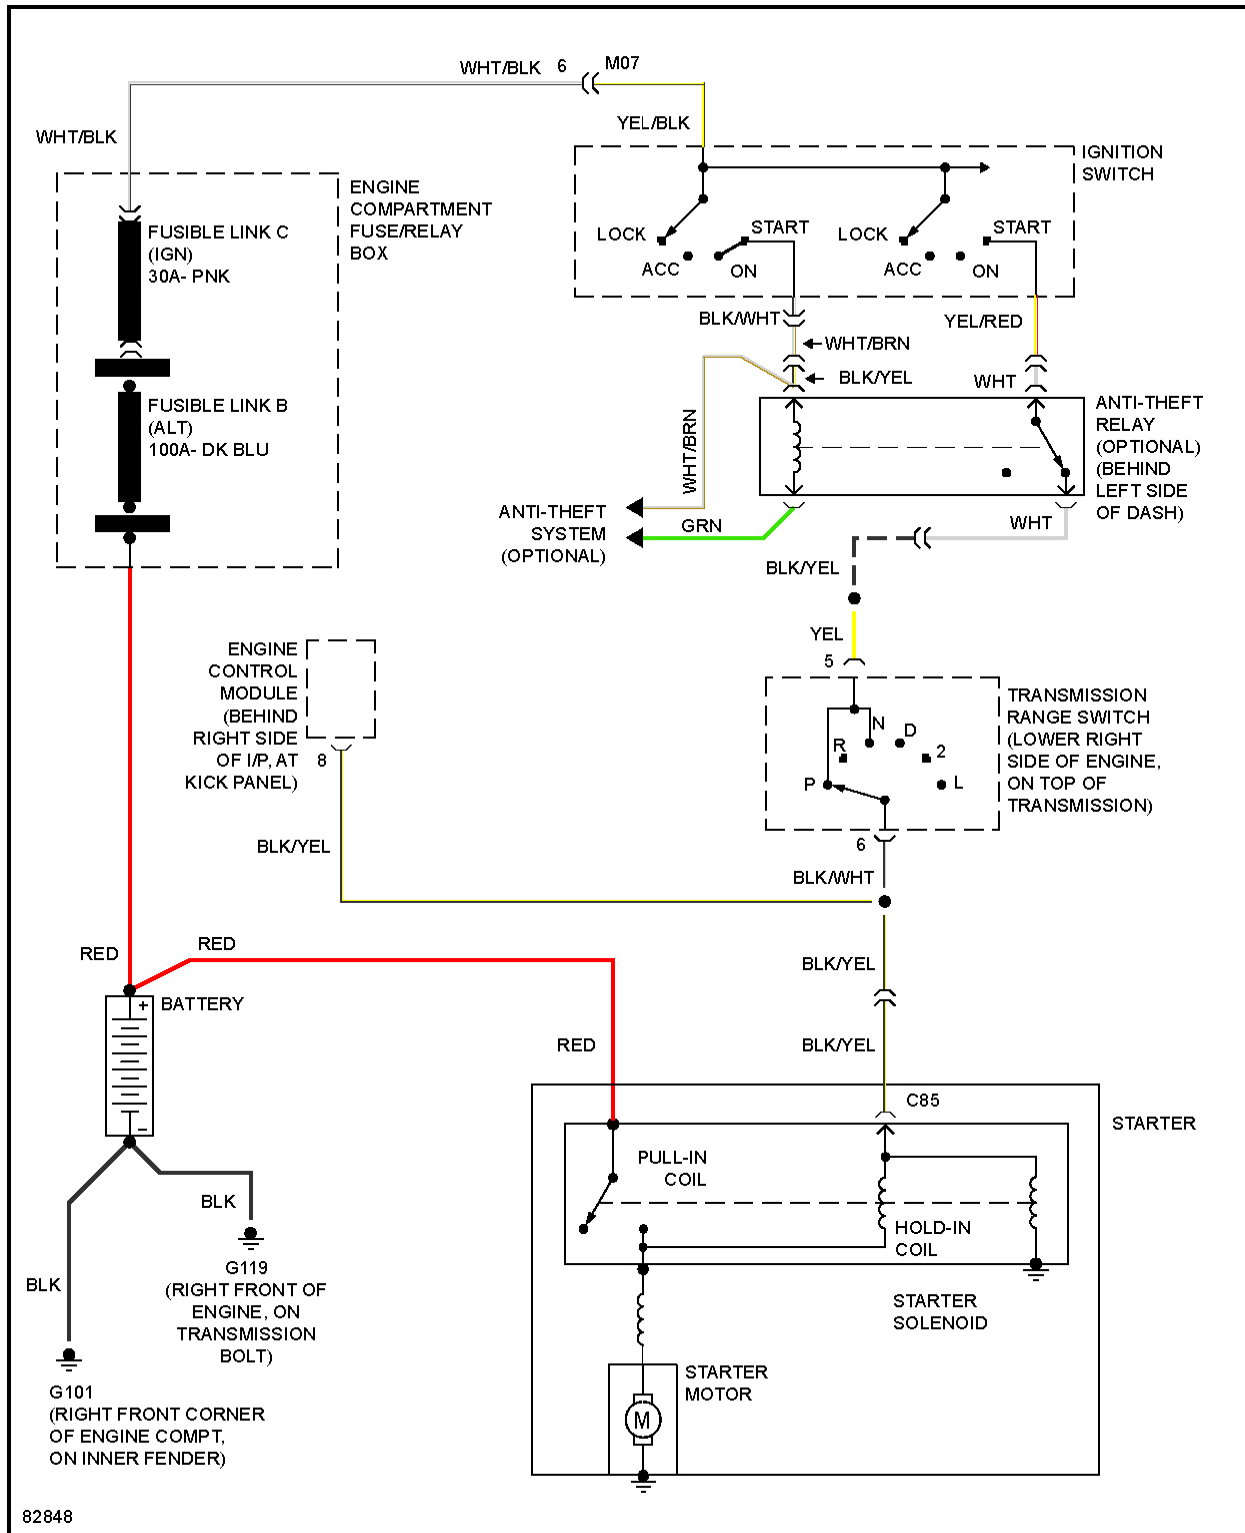 WHT/BLK 6 M07
WHT/BLK
YEL/BLK
IGNITION
SWITCH
ENGINE
COMPARTMENT
FUSE/RELAY
BOX
FUSIBLE LINK C
(IGN)
30A- PNK
LOCK
START
ACC
ON
LOCK
START
ACC
ON
BLK/WHT
YEL/RED
WHT/BRN
BLK/YEL
WHT
FUSIBLE LINK B
(ALT)
100A- DK BLU
ANTI-THEFT
RELAY
(OPTIONAL)
(BEHIND
LEFT SIDE
OF DASH)
WHT/BRN
ANTI-THEFT
SYSTEM
(OPTIONAL)
GRN
WHT
BLK/YEL
YEL
5
ENGINE
CONTROL
MODULE
(BEHIND
RIGHT SIDE
OF I/P, AT
KICK PANEL)
8
TRANSMISSION
RANGE SWITCH
(LOWER RIGHT
SIDE OF ENGINE,
ON TOP OF
TRANSMISSION)
N
D
R
2
P
L
6
BLK/YEL
BLK/WHT
RED
RED
BLK/YEL
BATTERY
+
-
RED
BLK/YEL
C85
STARTER
PULL-IN
COIL
HOLD-IN
COIL
BLK
G119
(RIGHT FRONT OF
ENGINE, ON
TRANSMISSION
BOLT)
BLK
STARTER
SOLENOID
G101
(RIGHT FRONT CORNER
OF ENGINE COMPT,
ON INNER FENDER)
STARTER
MOTOR
M
82848